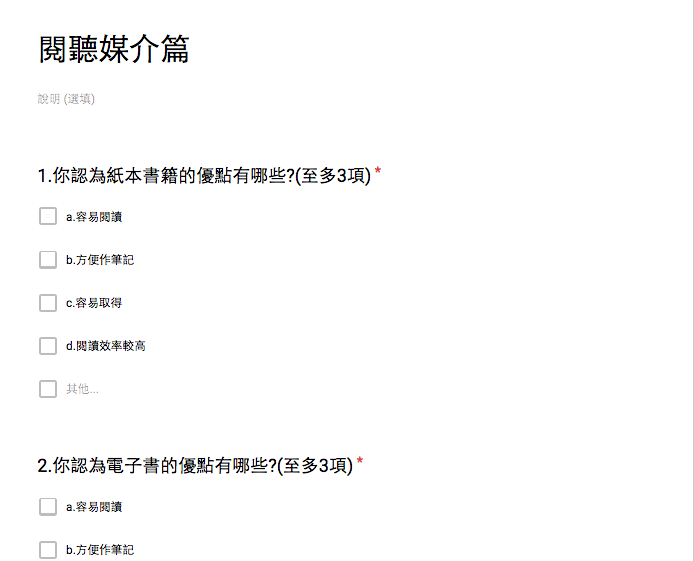 閱聽媒介篇
說明 (選填)
1.你認為紙本書籍的優點有哪些?(至多3項) *
a.容易閱讀
b.方便作筆記
c.容易取得
d.閱讀效率較高
其他...
2.你認為電子書的優點有哪些?(至多3項) *
a.容易閱讀
b.方便作筆記